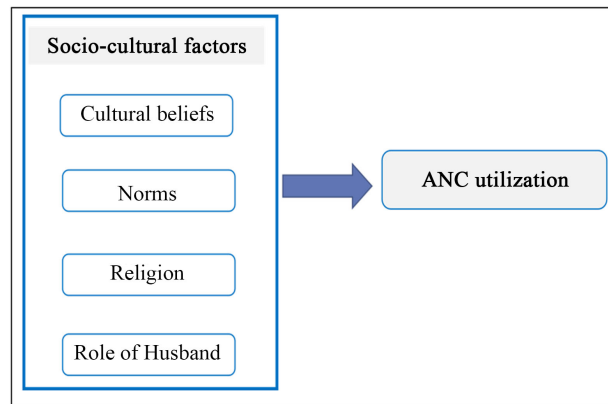 Socio-cultural factors
Cultural beliefs
Norms
Religion
Role of Husband
ANC utilization